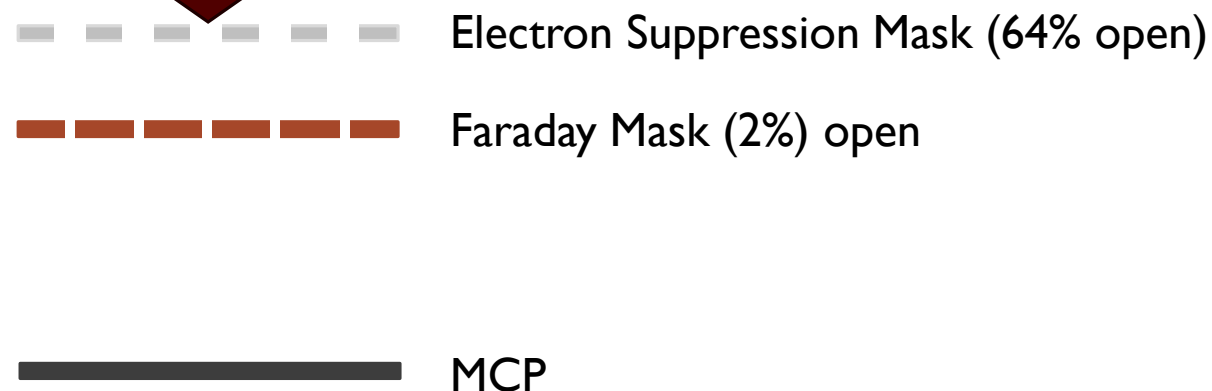 Electron Suppression Mask (64% open)
Faraday Mask (2%) open
MCP